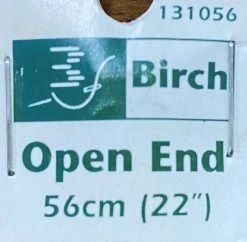 131056
Birch
Open End
56cm (22")